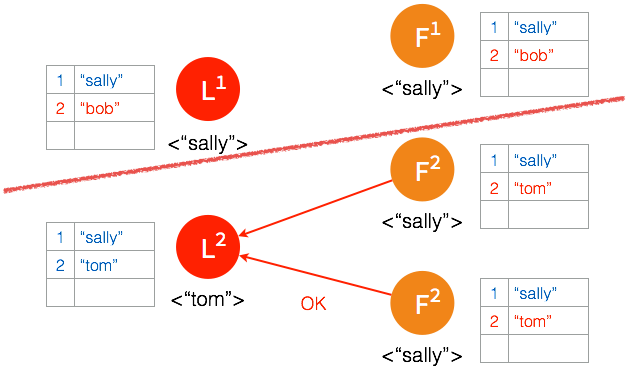 F1
1 "sally"
2 "bob"
<"sally">
1 "sally"
2 "bob"
L1
<"sally">
F2
1 "sally"
2 "tom"
<"sally">
1 "sally"
2 "tom"
L2
<"tom">
OK
F2
1 "sally"
2 "tom"
<"sally">